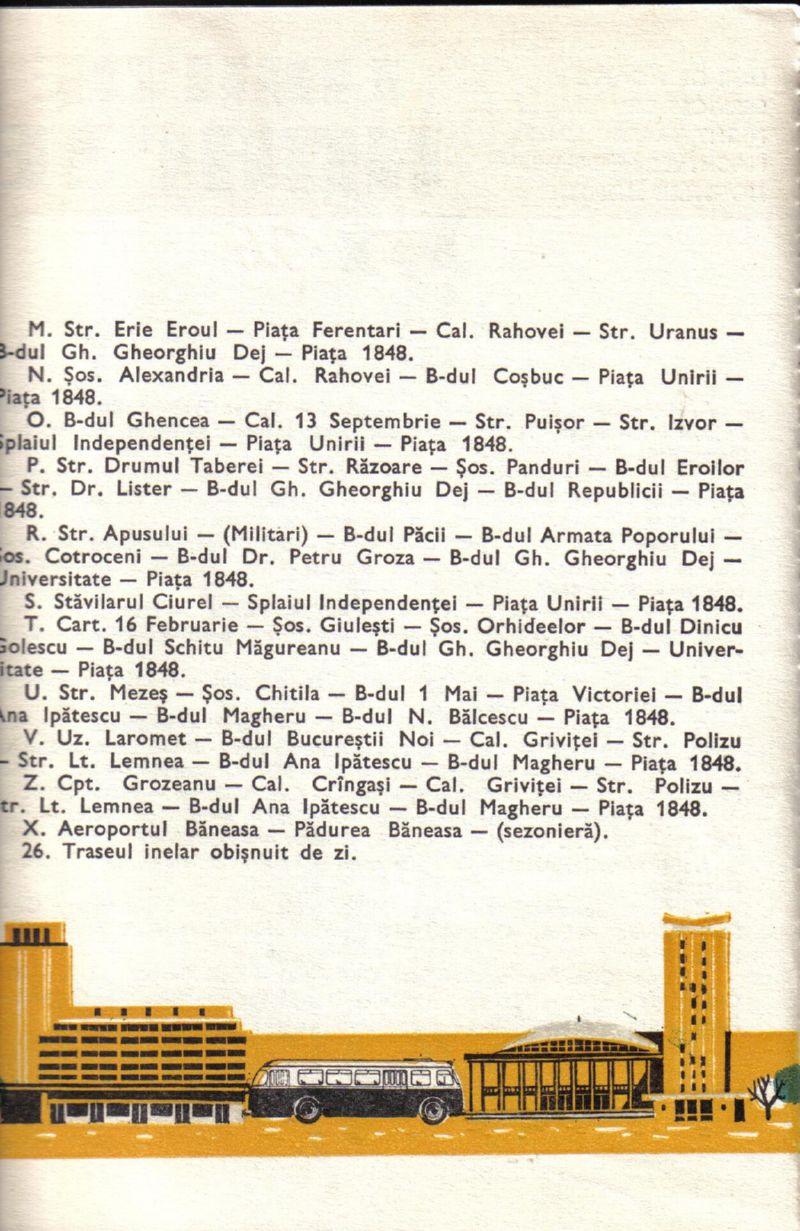 M. Str. Erie Eroul — Piața Ferentari — Cal. Rahovei — Str. Uranus —
B-dul Gh. Gheorghiu Dej — Piața 1848.
N. Șos. Alexandria — Cal. Rahovei — B-dul Coșbuc — Piața Unirii —
Piața 1848.
O. B-dul Ghencea — Cal. 13 Septembrie — Str. Puișor — Str. Izvor —
Splaiul Independenței — Piața Unirii — Piața 1848.
P. Str. Drumul Taberei — Str. Răzoare — Șos. Panduri — B-dul Eroilor
— Str. Dr. Lister — B-dul Gh. Gheorghiu Dej — B-dul Republicii — Piața
1848.
R. Str. Apusului — (Militari) — B-dul Păcii — B-dul Armata Poporului —
Șos. Cotroceni — B-dul Dr. Petru Groza — B-dul Gh. Gheorghiu Dej —
Universitate — Piața 1848.
S. Stăvilarul Ciurel — Splaiul Independenței — Piața Unirii — Piața 1848.
T. Cart. 16 Februarie — Șos. Giulești — Șos. Orhideelor — B-dul Dinicu
Golescu — B-dul Schitu Măgureanu — B-dul Gh. Gheorghiu Dej — Univer-
itate — Piața 1848.
U. Str. Mezeș — Șos. Chitila — B-dul 1 Mai — Piața Victoriei — B-dul
Ana Ipătescu — B-dul Magheru — B-dul N. Bălcescu — Piața 1848.
V. Uz. Laromet — B-dul Bucureștii Noi — Cal. Griviței — Str. Polizu
— Str. Lt. Lemnea — B-dul Ana Ipătescu — B-dul Magheru — Piața 1848.
Z. Cpt. Grozeanu — Cal. Crîngași — Cal. Griviței — Str. Polizu —
tr. Lt. Lemnea — B-dul Ana Ipătescu — B-dul Magheru — Piața 1848.
X. Aeroportul Băneasa — Pădurea Băneasa — (sezonieră).
26. Traseul inelar obișnuit de zi.